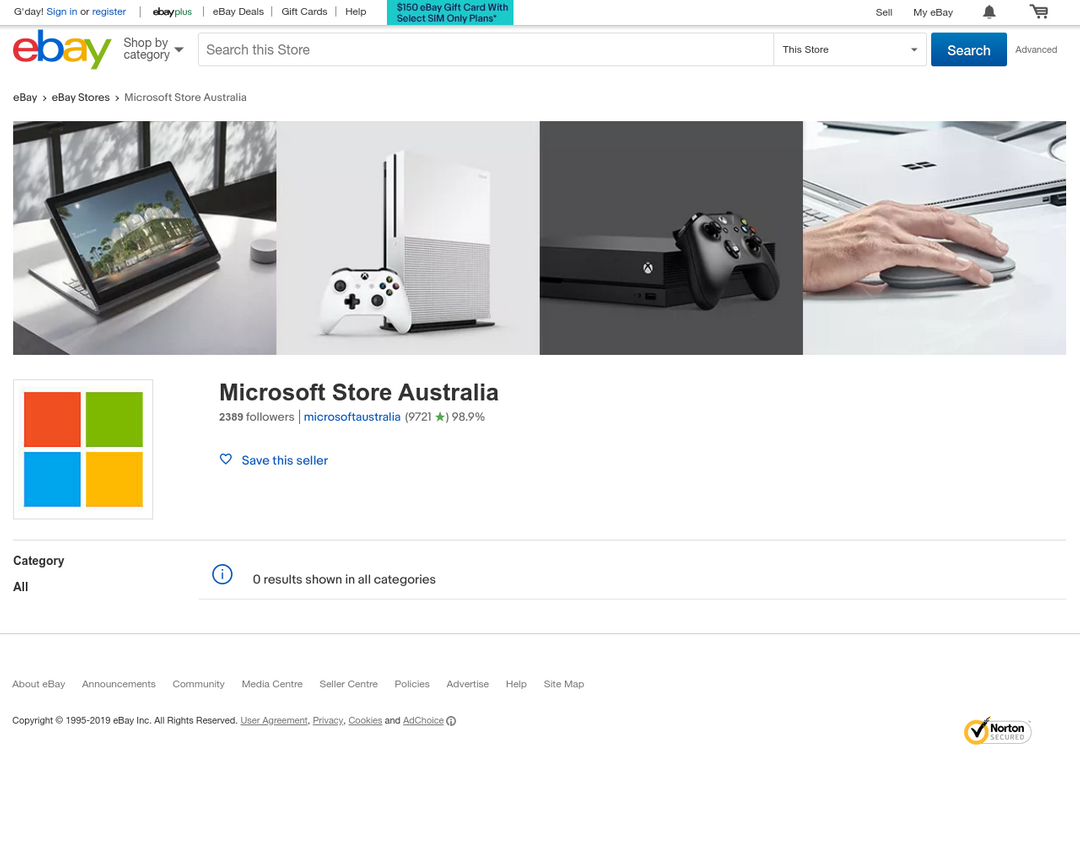 G'day! Sign in or register
ebayplus
eBay Deals
Gift Cards
Help
$150 eBay Gift Card With
Select SIM Only Plans*
Sell
My eBay
ebay
Shop by
category
Search this Store
This Store
Search
Advanced
eBay › eBay Stores › Microsoft Store Australia
Microsoft Store Australia
2389 followers | microsoftaustralia (9721 ★) 98.9%
Save this seller
Category
All
0 results shown in all categories
About eBay
Announcements
Community
Media Centre
Seller Centre
Policies
Advertise
Help
Site Map
Copyright © 1995-2019 eBay Inc. All Rights Reserved. User Agreement, Privacy, Cookies and AdChoice
Norton
SECURED